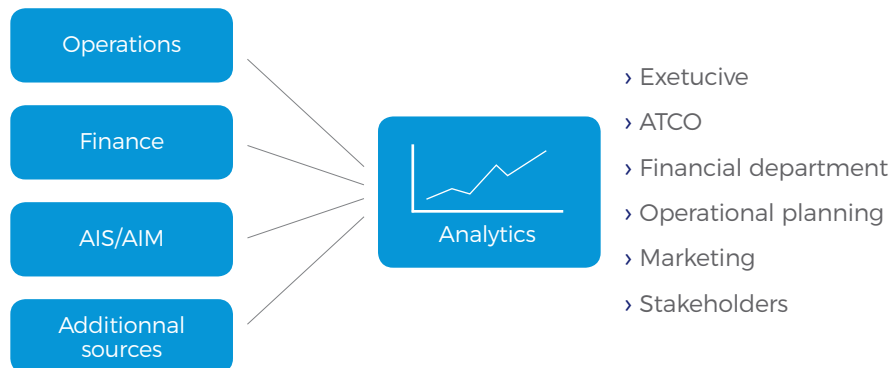 Operations
Finance
AIS/AIM
Additionnal
sources
Analytics
› Exetucive
› ATCO
› Financial department
› Operational planning
› Marketing
› Stakeholders